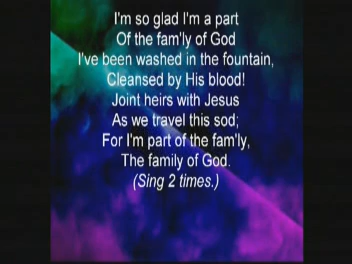 I'm so glad I'm a part
Of the fam'ly of God
I've been washed in the fountain,
Cleansed by His blood!
Joint heirs with Jesus
As we travel this sod;
For I'm part of the fam'ly,
The family of God.
(Sing 2 times.)